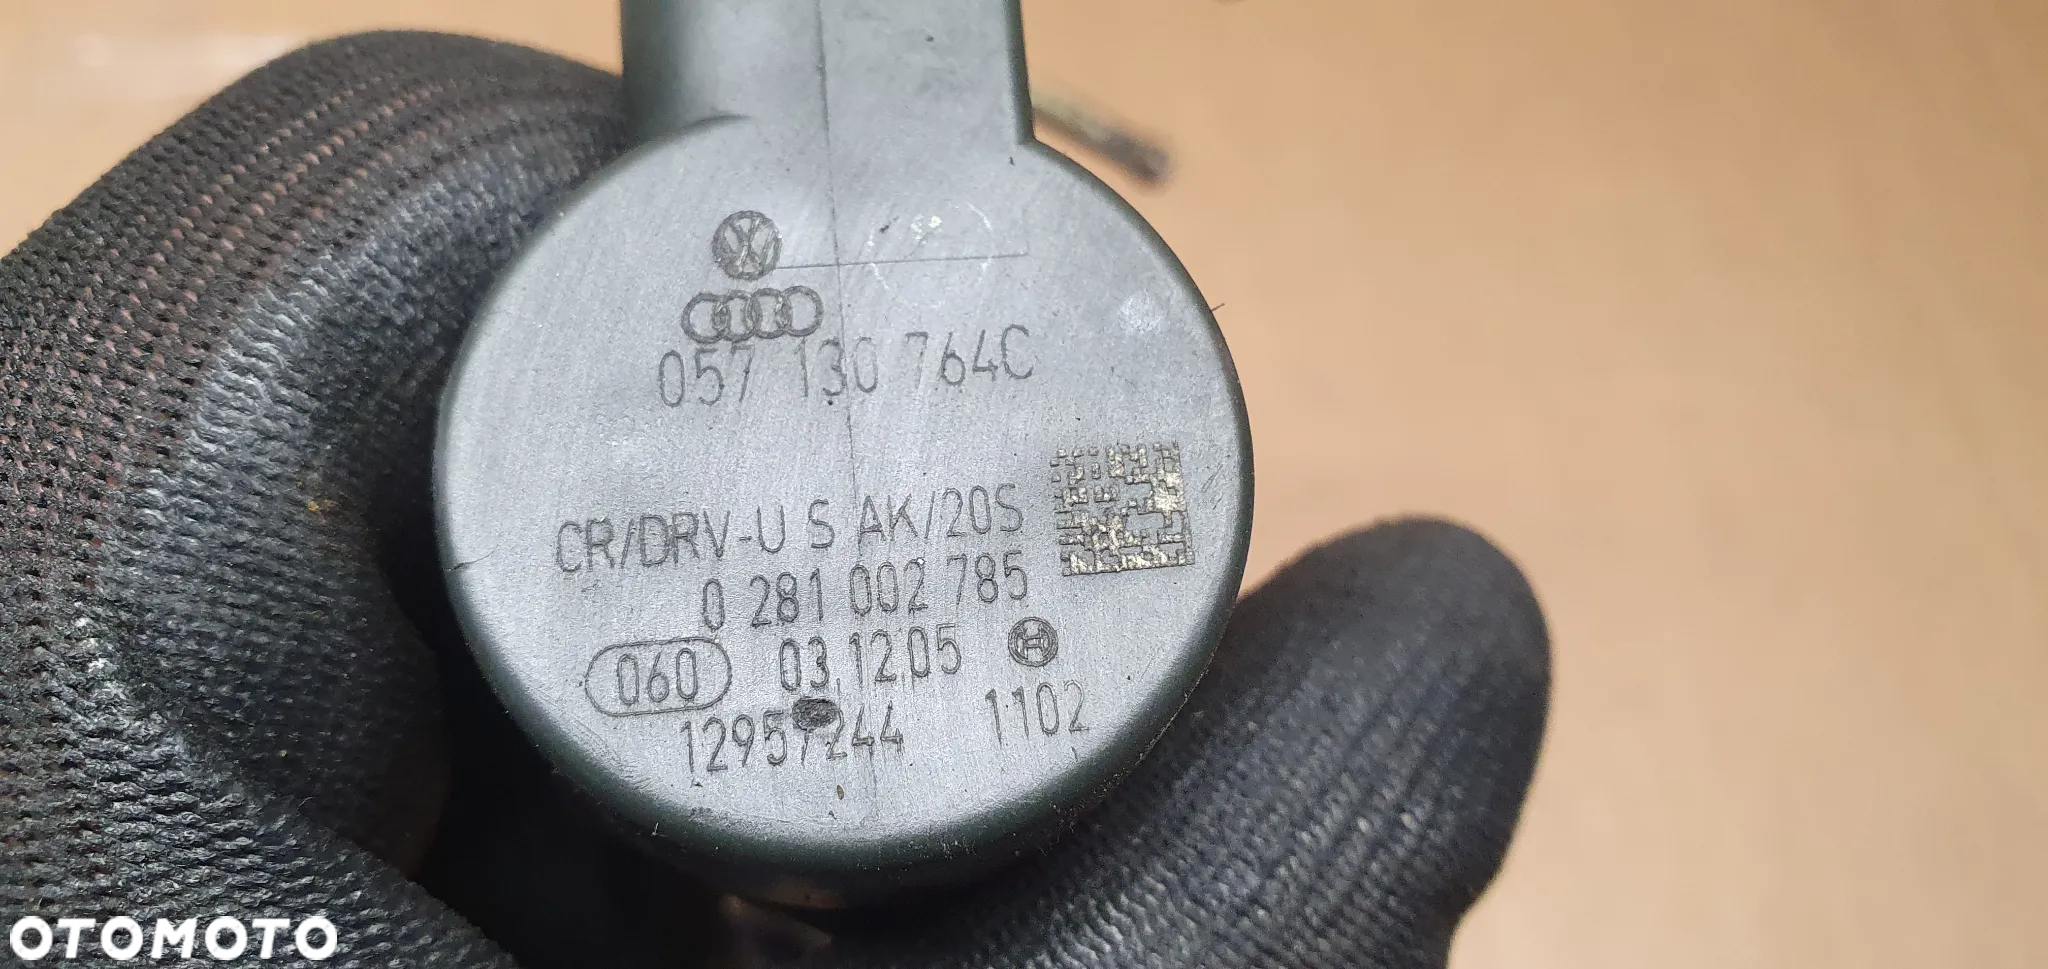 057 130 764C
CR/DRV-U S AK/20S
0 281 002 785
060 03.12.05
12957244 1102
OTOMOTO